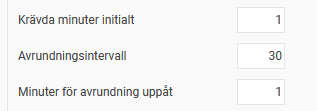 Krävda minuter initialt 1
Avrundningsintervall 30
Minuter för avrundning uppåt 1